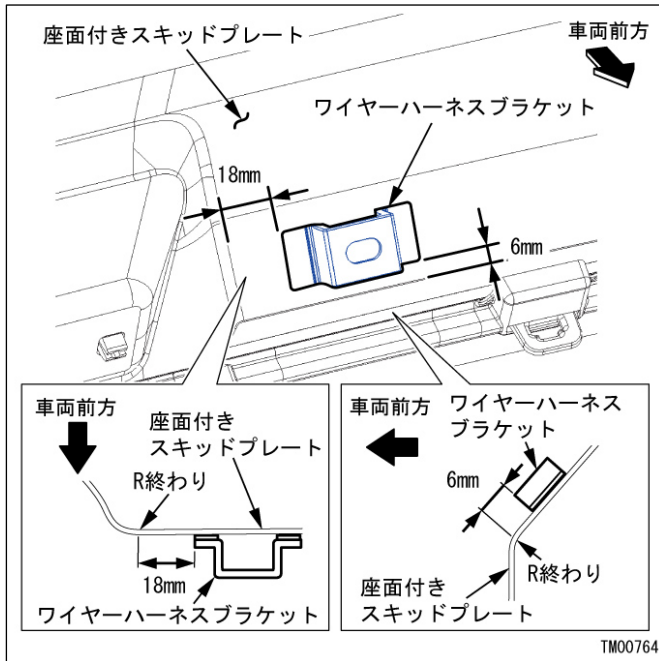 座面付きスキッドプレート
車両前方
ワイヤーハーネスブラケット
18mm
6mm
車両前方
座面付き
スキッドプレート
R終わり
18mm
ワイヤーハーネスブラケット
車両前方
ワイヤーハーネス
ブラケット
6mm
R終わり
座面付き
スキッドプレート
TM00764